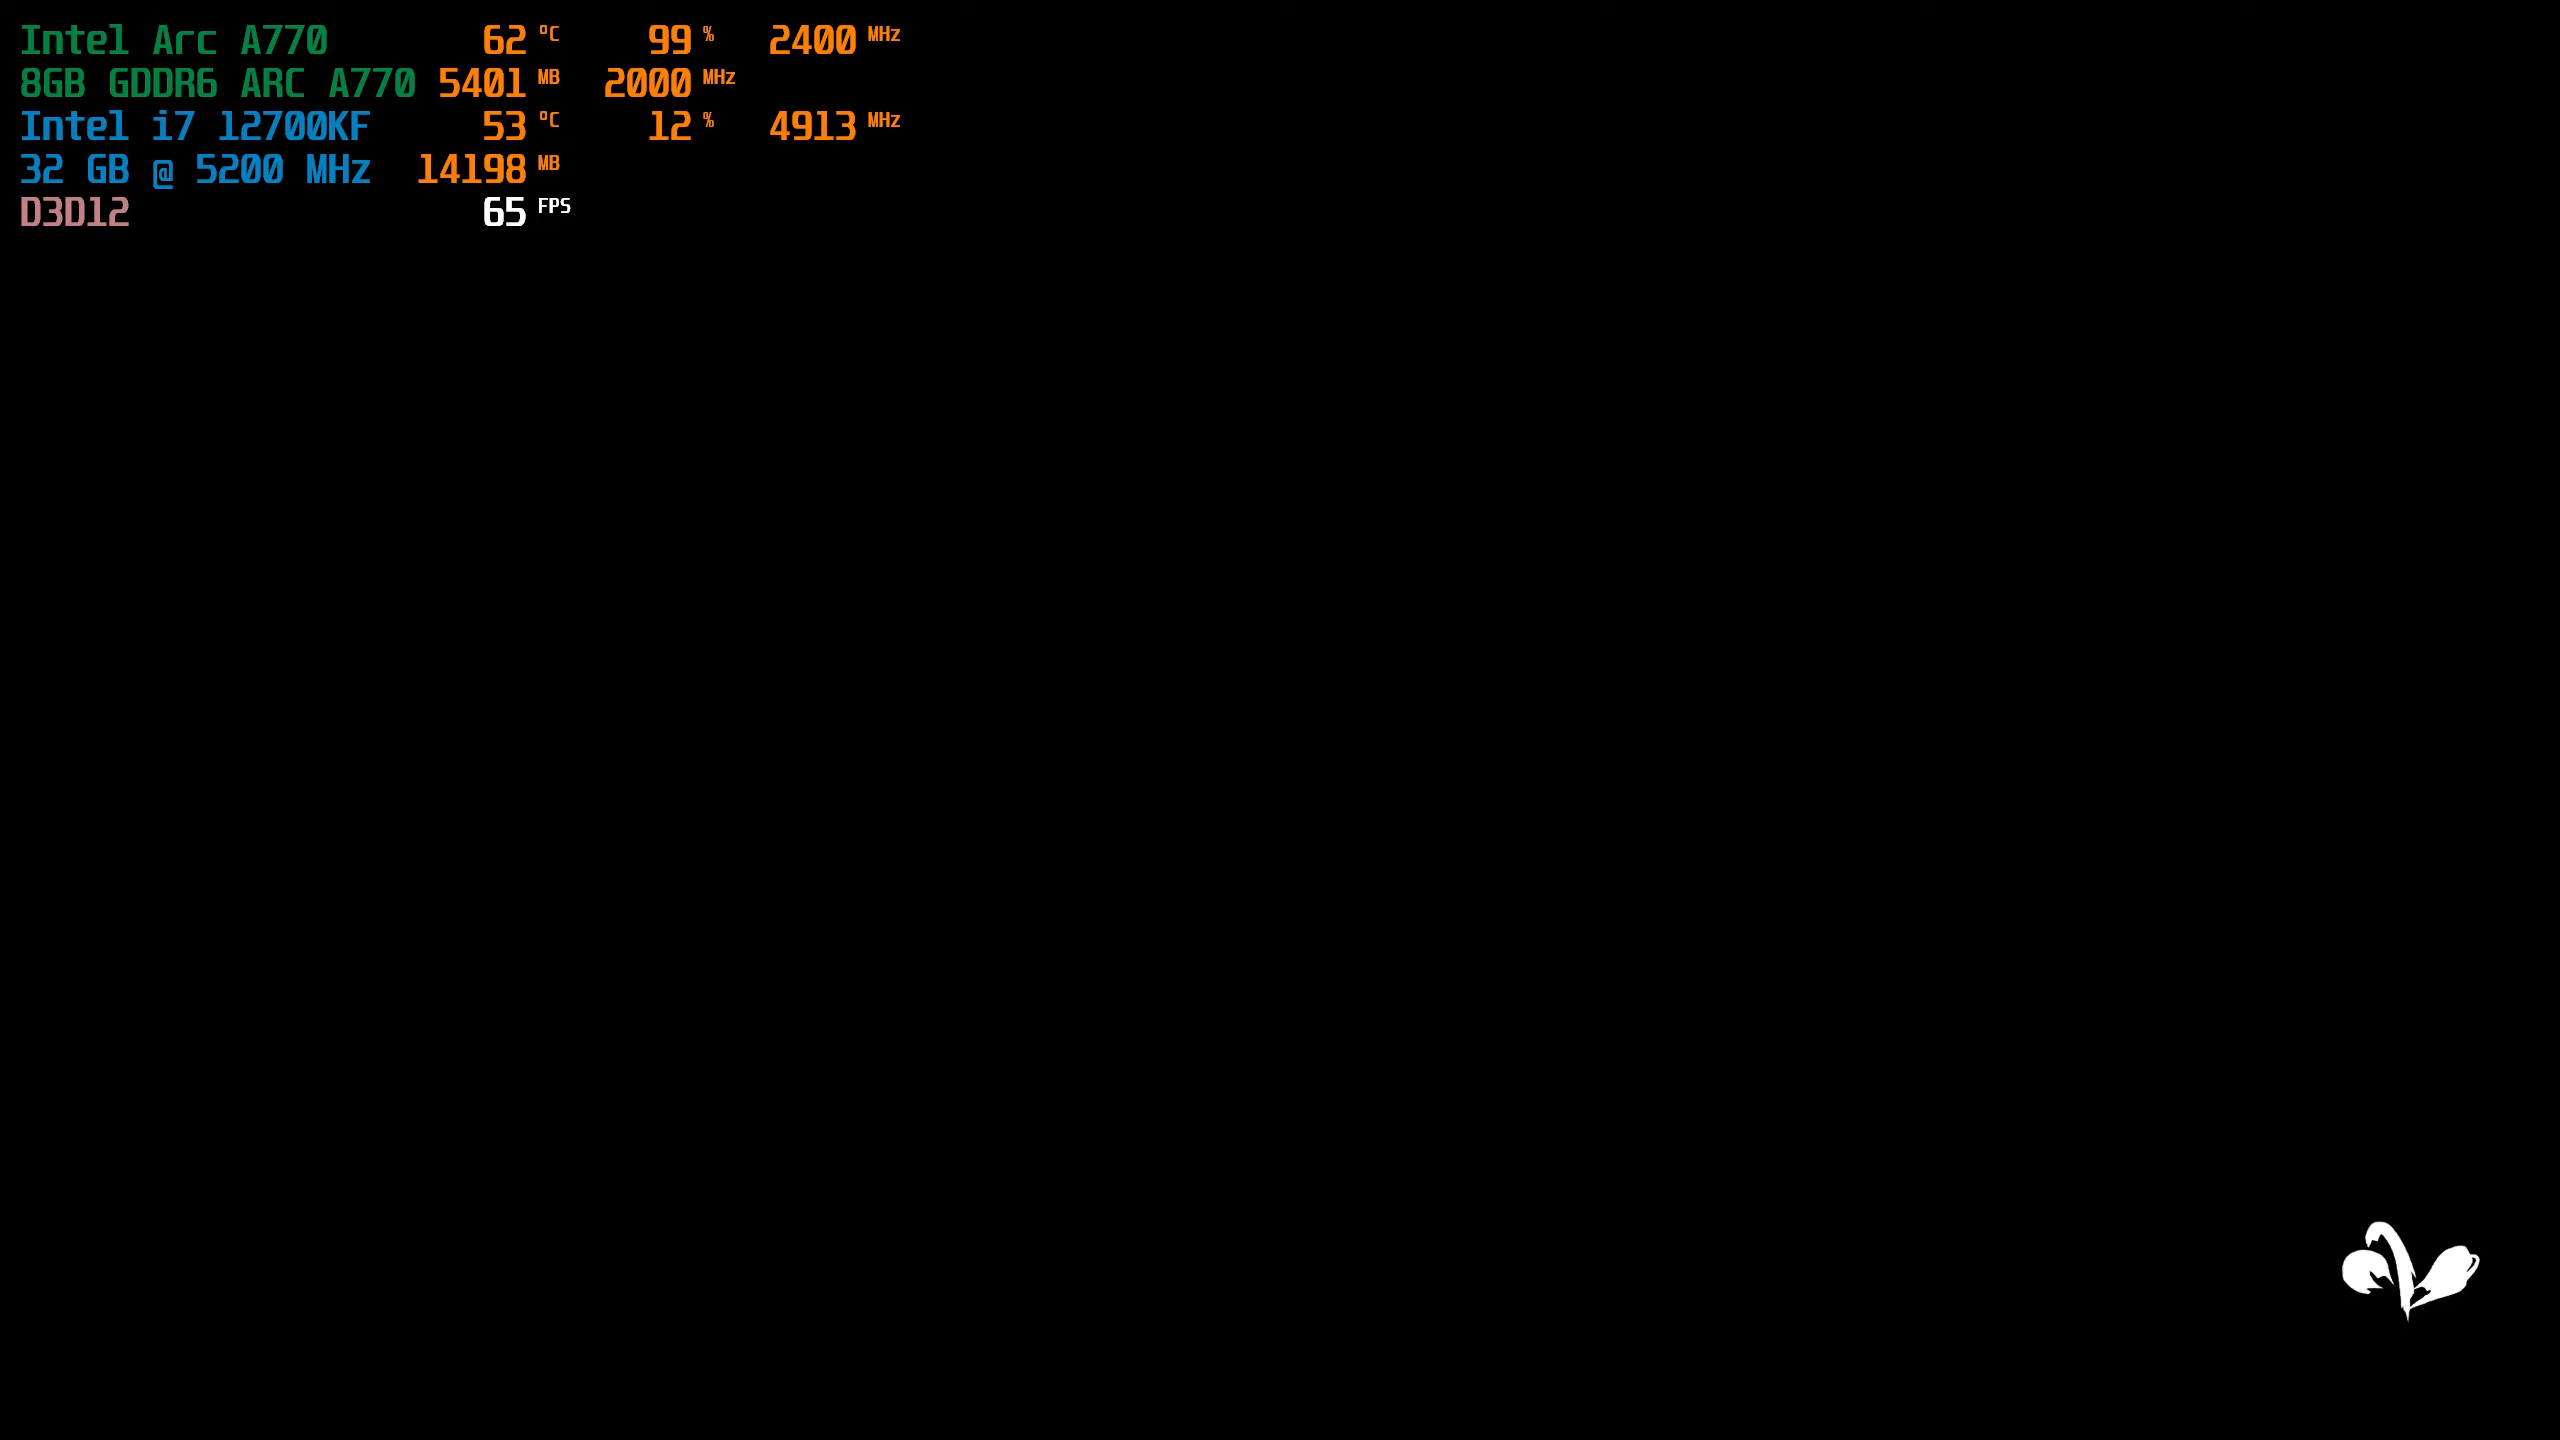 Intel Arc A770 62 °C 99 % 2400 MHz
8GB GDDR6 ARC A770 5401 MB 2000 MHz
Intel i7 12700KF 53 °C 12 % 4913 MHz
32 GB @ 5200 MHz 14198 MB
D3D12 65 FPS